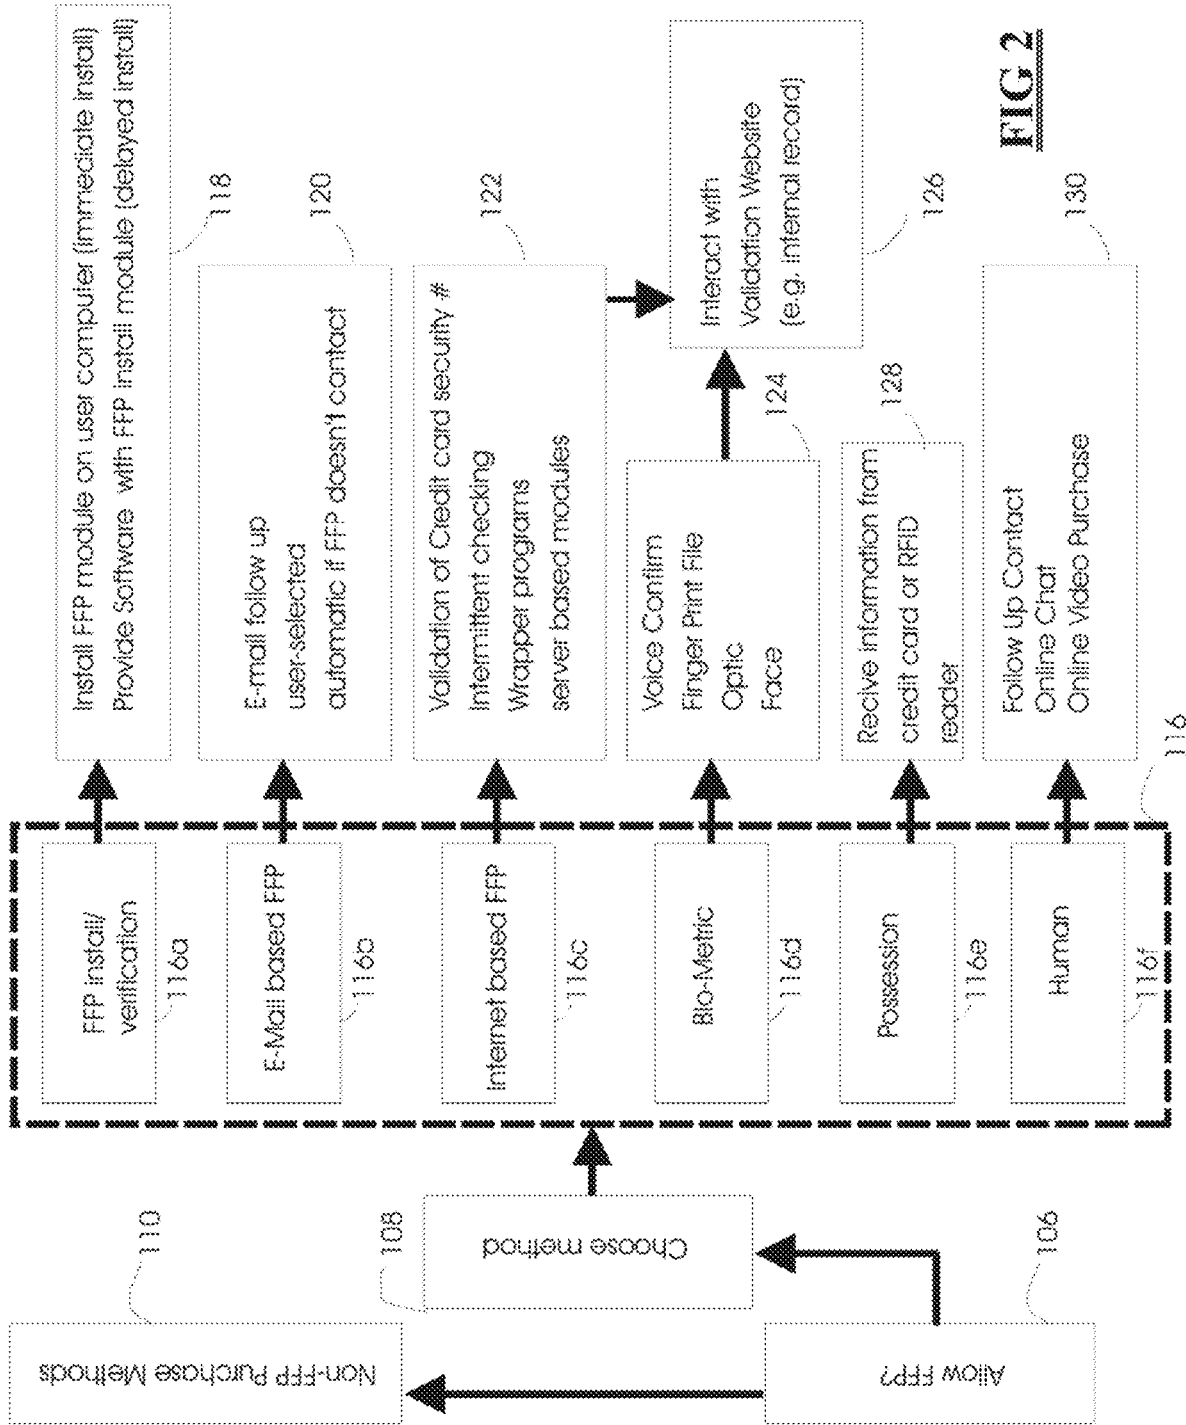 Install FFP module on user computer (immediate install)
Provide Software with FFP install module (delayed install)
118
FFP install/
verification
116a
E-mail follow up
user-selected
automatic if FFP doesn't contact
120
E-Mail based FFP
116b
Validation of Credit card security #
Intermittent checking
Wrapper programs
server based modules
122
Internet based FFP
116c
Voice Confirm
Finger Print File
Optic
Face
124
Bio-Metric
116d
Interact with
Validation Website
(e.g. internal record)
126
Recive information from
credit card or RFID
reader
128
Possession
116e
Follow Up Contact
Online Chat
Online Video Purchase
130
Human
116f
116
Non-FFP Purchase Methods
110
Choose method
108
Allow FFP?
106
FIG 2